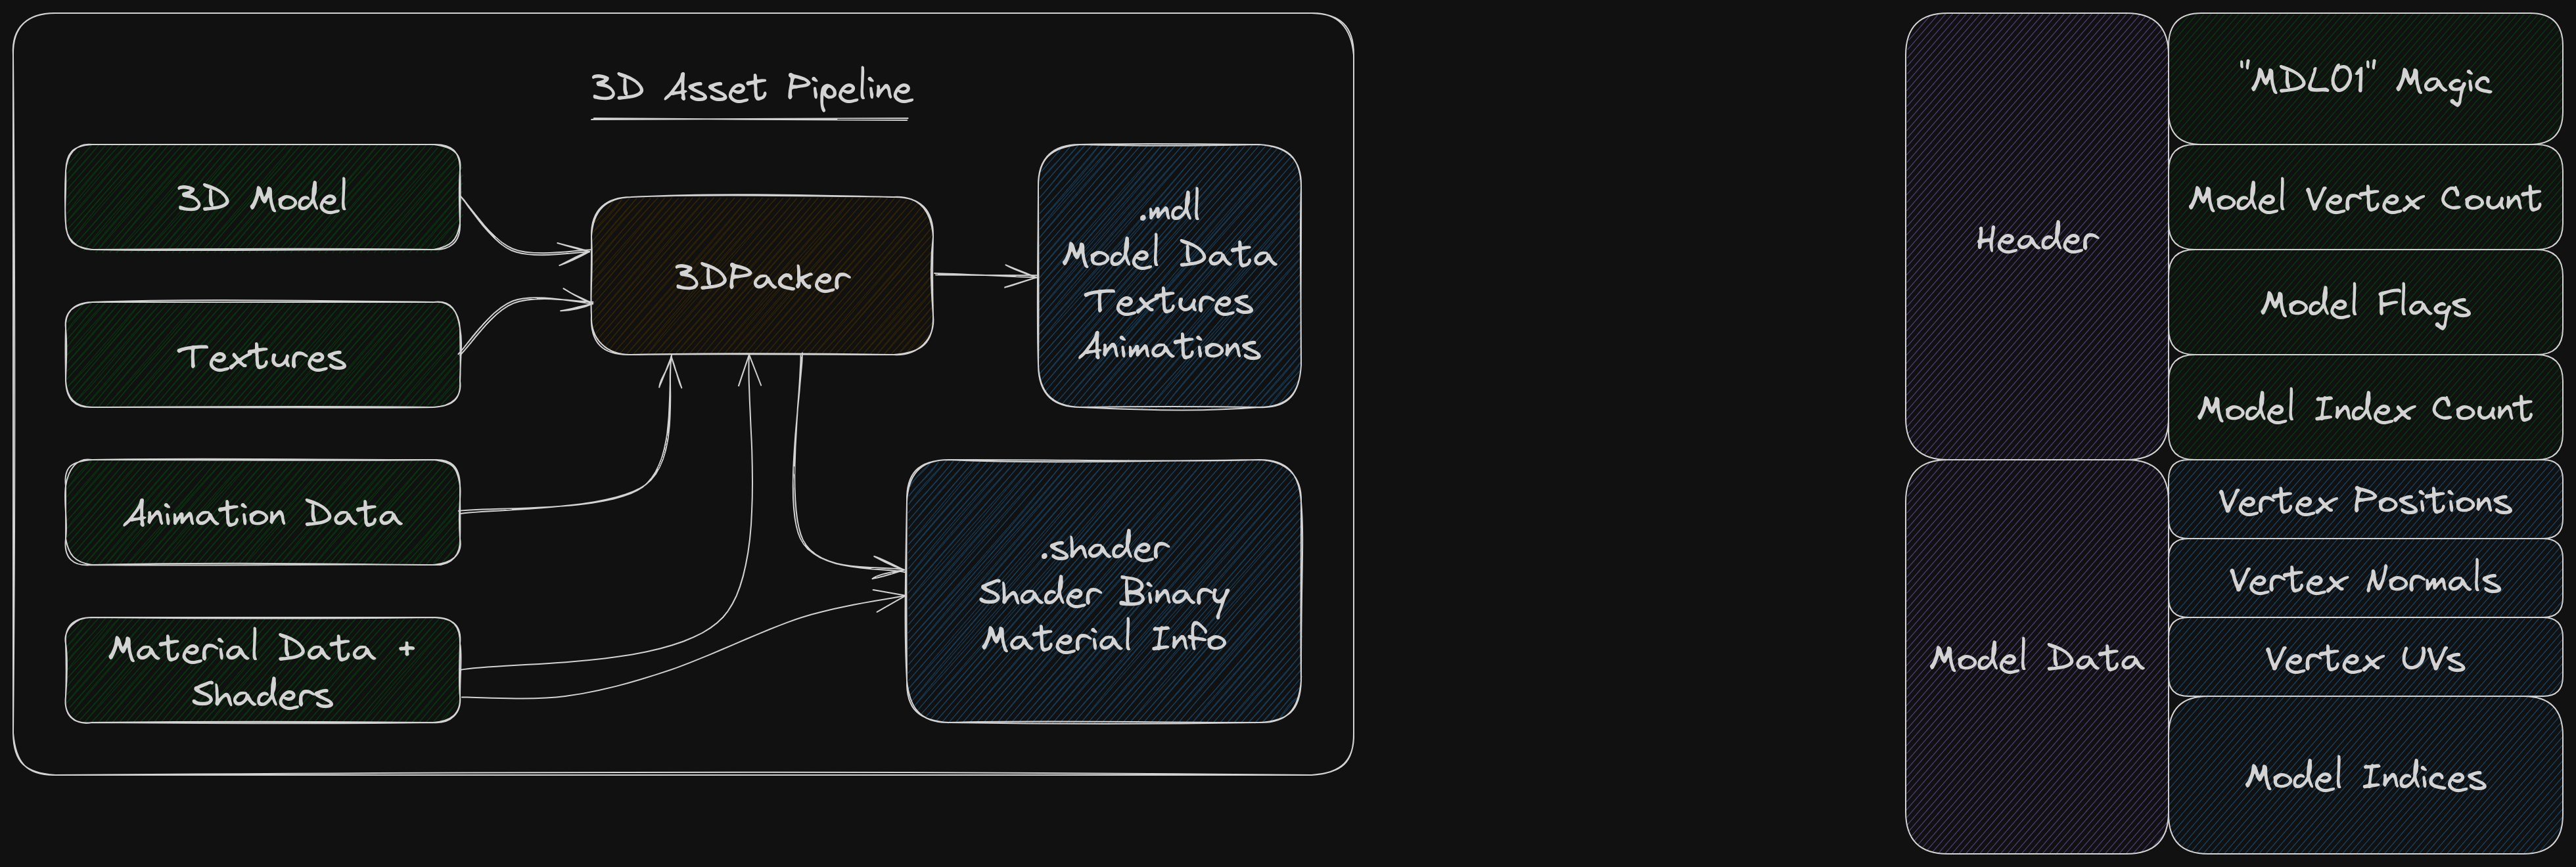 3D Asset Pipeline
3D Model
Textures
Animation Data
Material Data +
Shaders
3DPacker
.mdl
Model Data
Textures
Animations
.shader
Shader Binary
Material Info
Header
"MDL01" Magic
Model Vertex Count
Model Flags
Model Index Count
Model Data
Vertex Positions
Vertex Normals
Vertex UVs
Model Indices